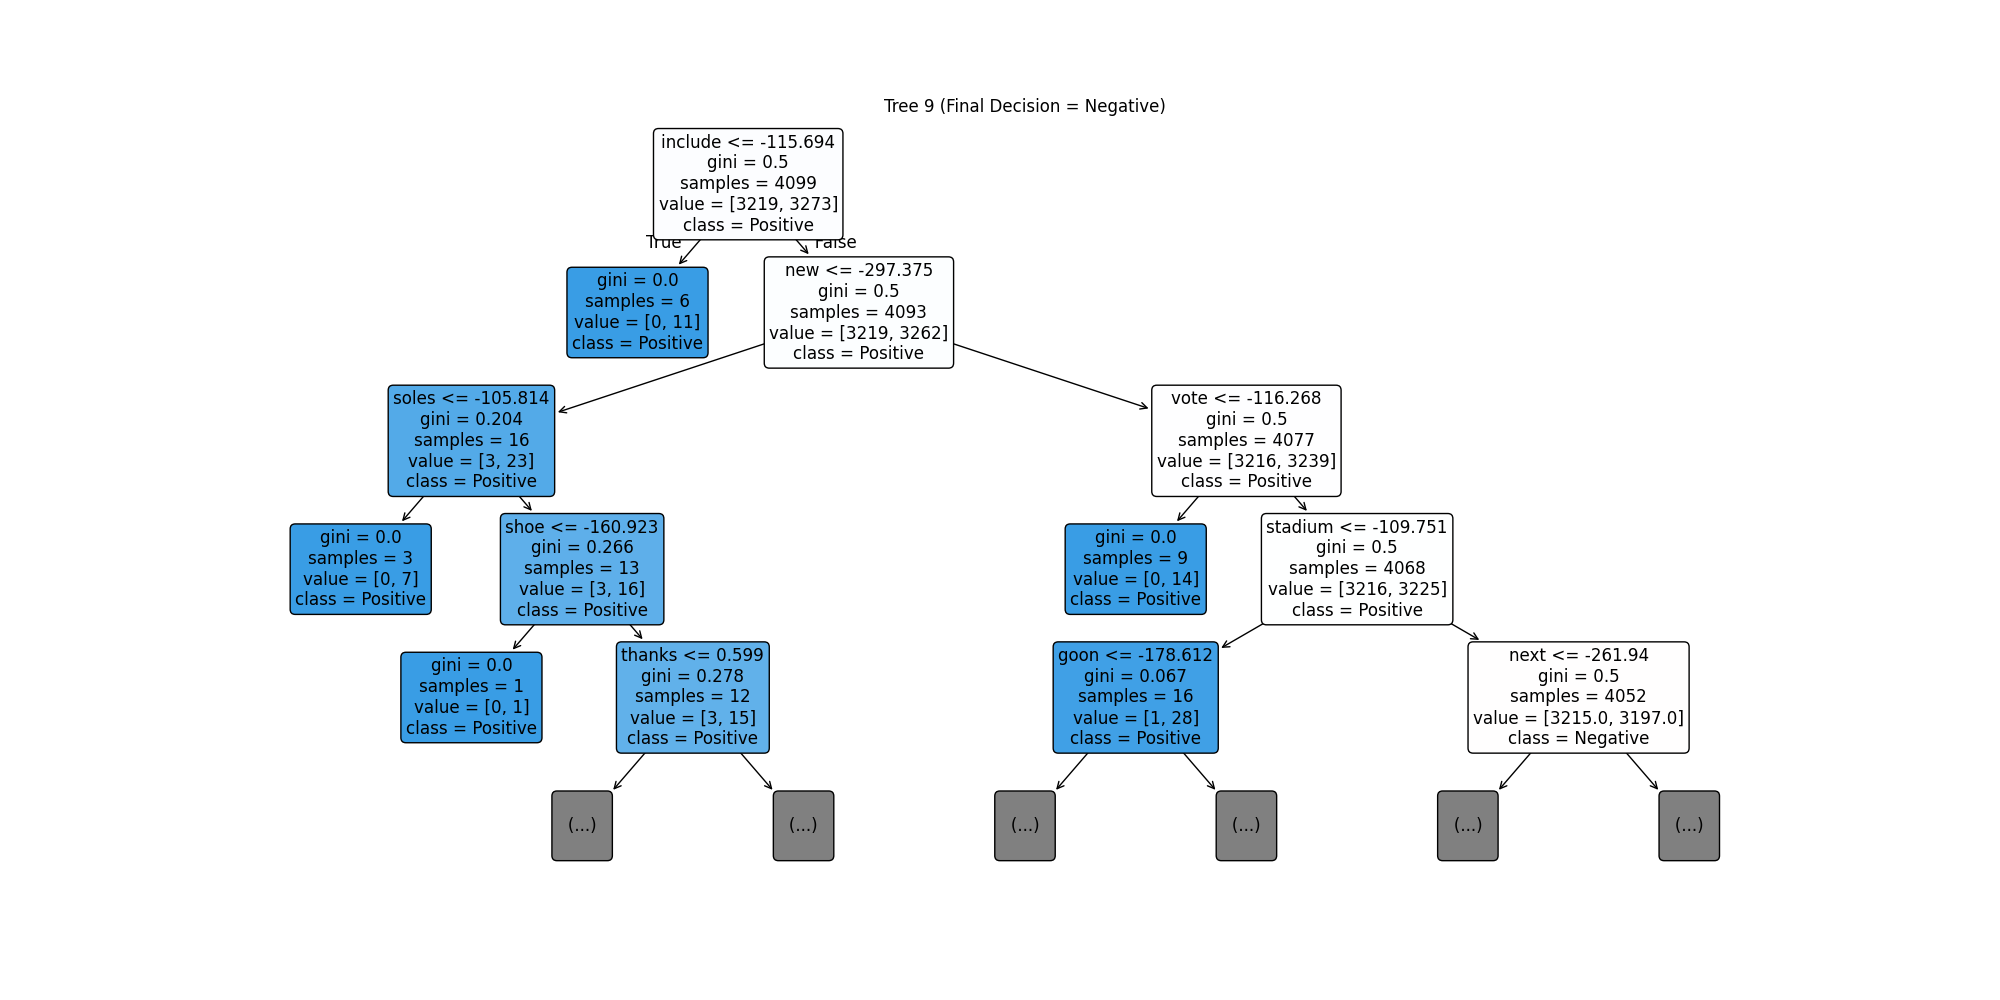 Tree 9 (Final Decision = Negative)
include <= -115.694
gini = 0.5
samples = 4099
value = [3219, 3273]
class = Positive
True
False
gini = 0.0
samples = 6
value = [0, 11]
class = Positive
new <= -297.375
gini = 0.5
samples = 4093
value = [3219, 3262]
class = Positive
soles <= -105.814
gini = 0.204
samples = 16
value = [3, 23]
class = Positive
vote <= -116.268
gini = 0.5
samples = 4077
value = [3216, 3239]
class = Positive
gini = 0.0
samples = 3
value = [0, 7]
class = Positive
shoe <= -160.923
gini = 0.266
samples = 13
value = [3, 16]
class = Positive
gini = 0.0
samples = 9
value = [0, 14]
class = Positive
stadium <= -109.751
gini = 0.5
samples = 4068
value = [3216, 3225]
class = Positive
gini = 0.0
samples = 1
value = [0, 1]
class = Positive
thanks <= 0.599
gini = 0.278
samples = 12
value = [3, 15]
class = Positive
goon <= -178.612
gini = 0.067
samples = 16
value = [1, 28]
class = Positive
next <= -261.94
gini = 0.5
samples = 4052
value = [3215.0, 3197.0]
class = Negative
(...)
(...)
(...)
(...)
(...)
(...)